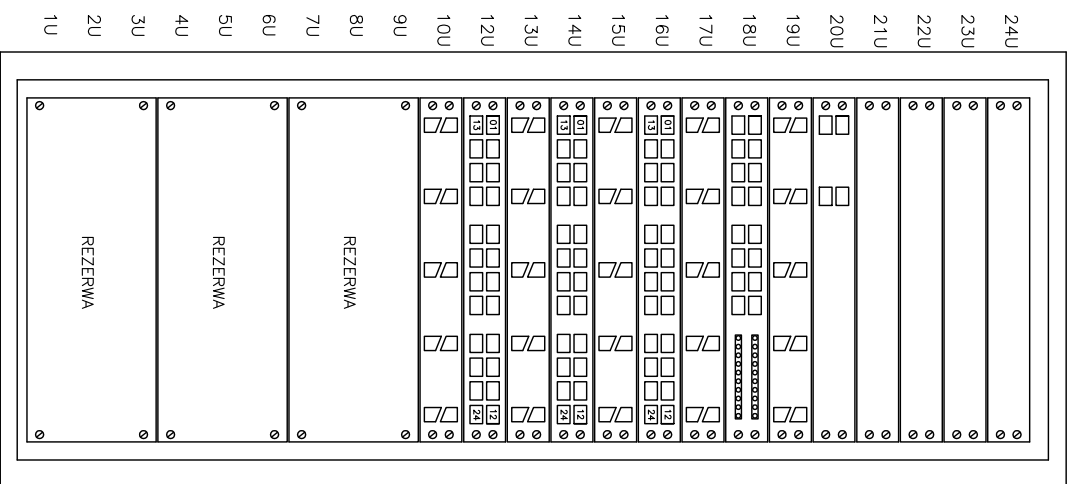 24U
23U
22U
21U
20U
19U
18U
17U
16U
01 12
13 24
15U
14U
01 12
13 24
13U
12U
01 12
13 24
10U
9U
8U
REZERWA
7U
6U
5U
REZERWA
4U
3U
2U
REZERWA
1U